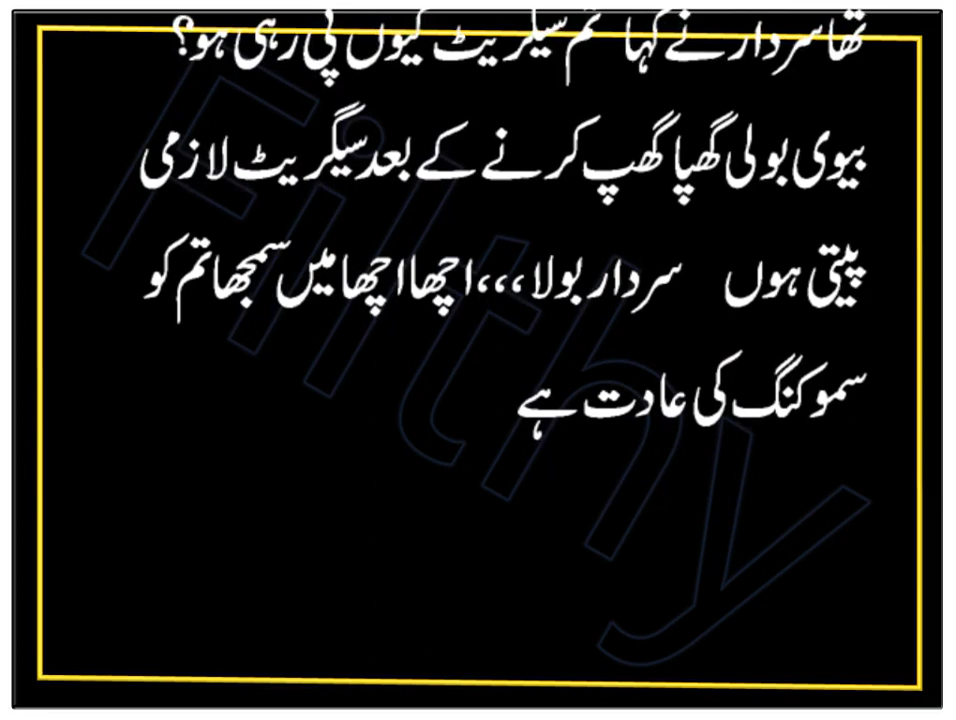 تھا سردار نے کہا تم سیگریٹ کیوں پی رہی ہو؟
بیوی بولی گھپا گھپ کرنے کے بعد سیگریٹ لازمی
پیتی ہوں سردار بولا،،،، اچھا اچھا میں سمجھا تم کو
سموکنگ کی عادت ہے
Filthy